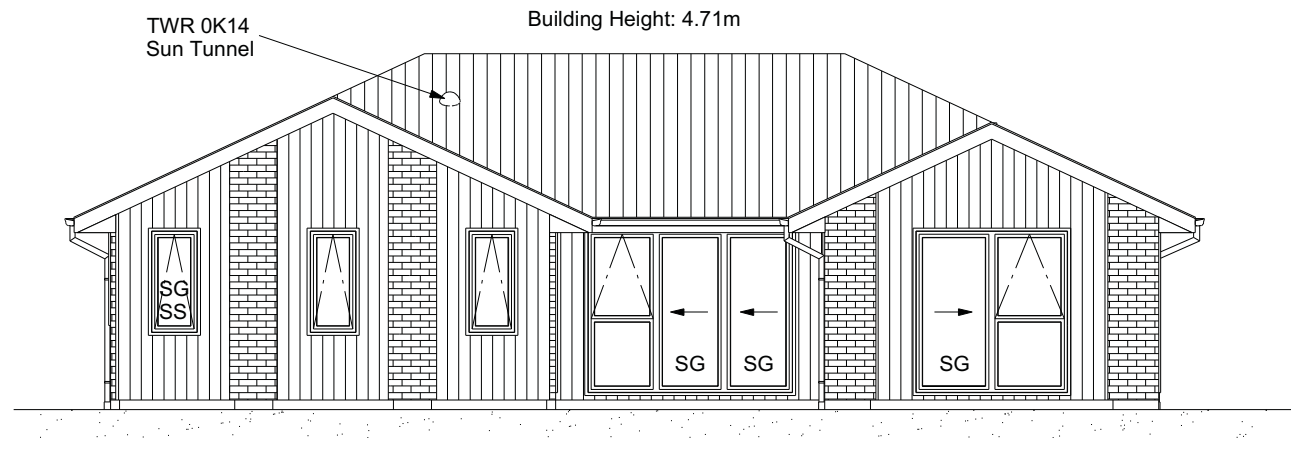 Building Height: 4.71m
TWR 0K14
Sun Tunnel
SG
SS
SG
SG
SG